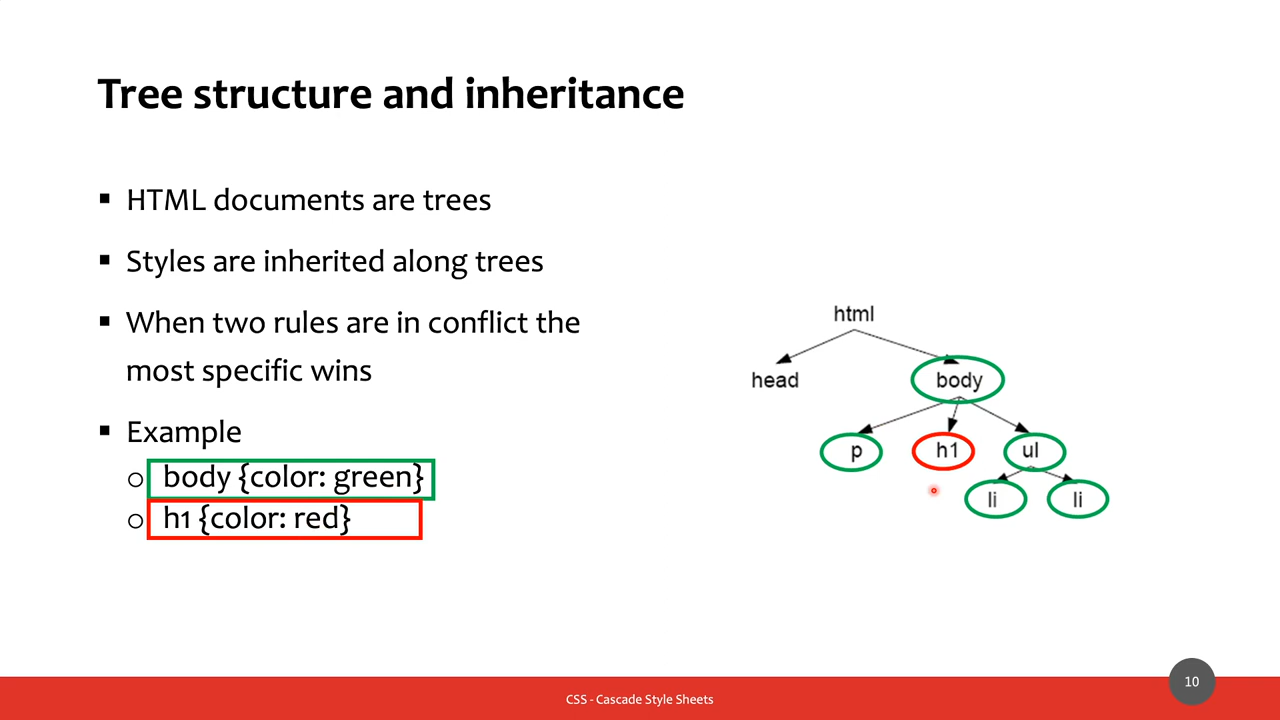 Tree structure and inheritance
▪ HTML documents are trees
▪ Styles are inherited along trees
▪ When two rules are in conflict the
most specific wins
▪ Example
o body {color: green}
o h1 {color: red}
html
head
body
p
h1
ul
li
li
10
CSS - Cascade Style Sheets